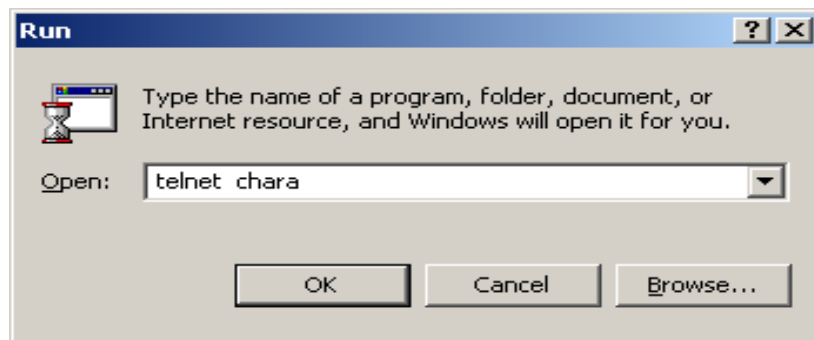 Run
Type the name of a program, folder, document, or
Internet resource, and Windows will open it for you.
Open: telnet chara
OK Cancel Browse...